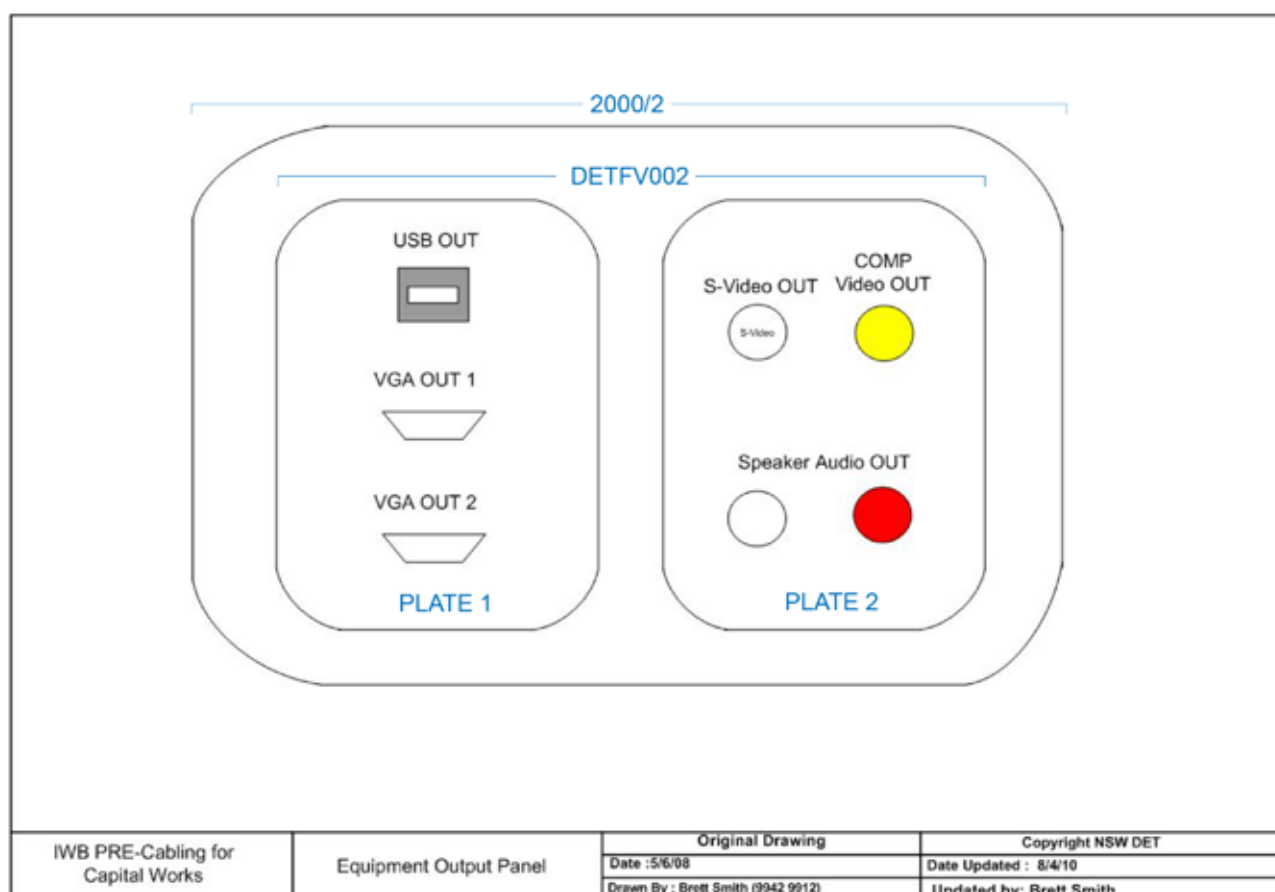 2000/2
DETFV002
USB OUT
VGA OUT 1
VGA OUT 2
PLATE 1
S-Video OUT
S-Video
COMP
Video OUT
Speaker Audio OUT
PLATE 2
IWB PRE-Cabling for
Capital Works
Equipment Output Panel
Original Drawing
Date :5/6/08
Drawn By : Brett Smith (9942 9912)
Copyright NSW DET
Date Updated : 8/4/10
Updated by: Brett Smith